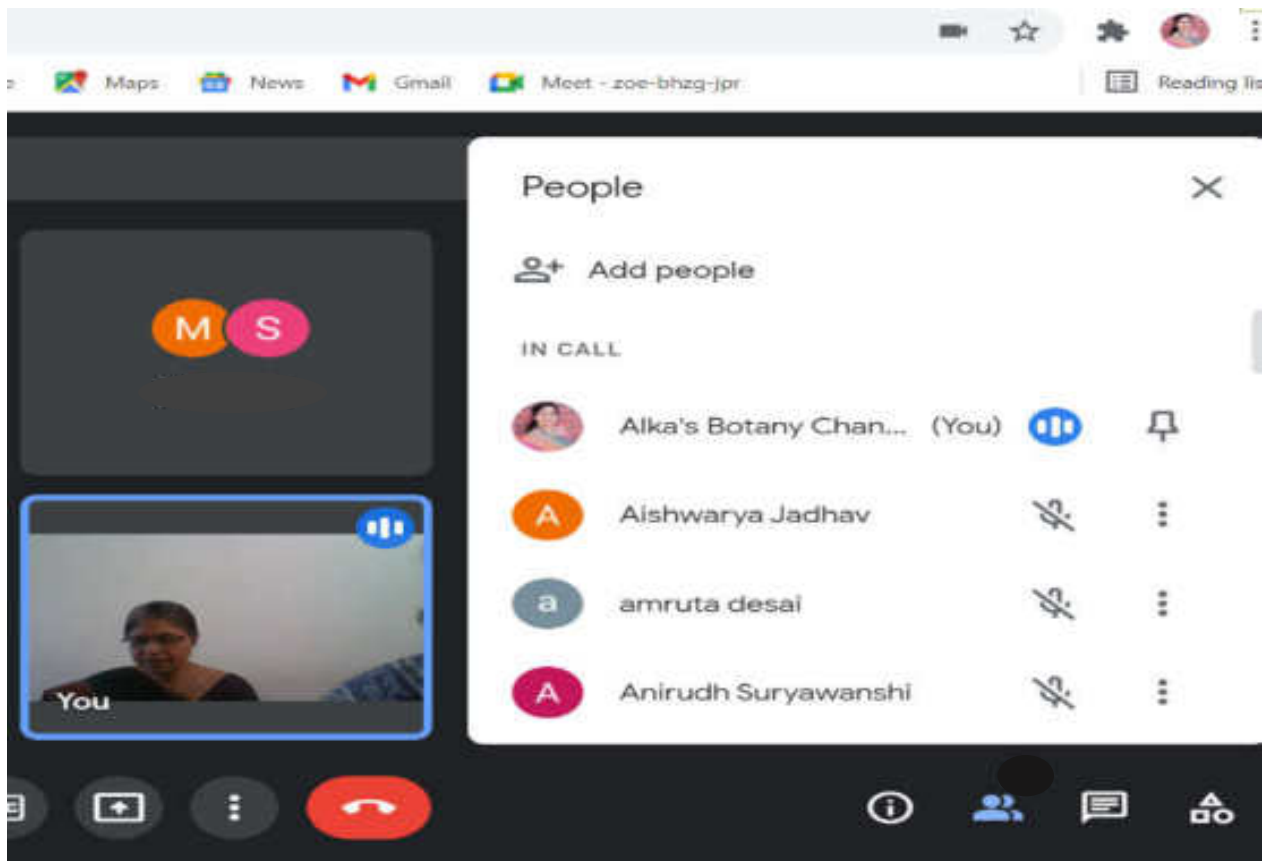 Maps News Gmail Meet - zoe-bhzg-jpr Reading lis
People
Add people
M S
IN CALL
Alka's Botany Chan... (You)
A Aishwarya Jadhav
a amruta desai
A Anirudh Suryawanshi
You